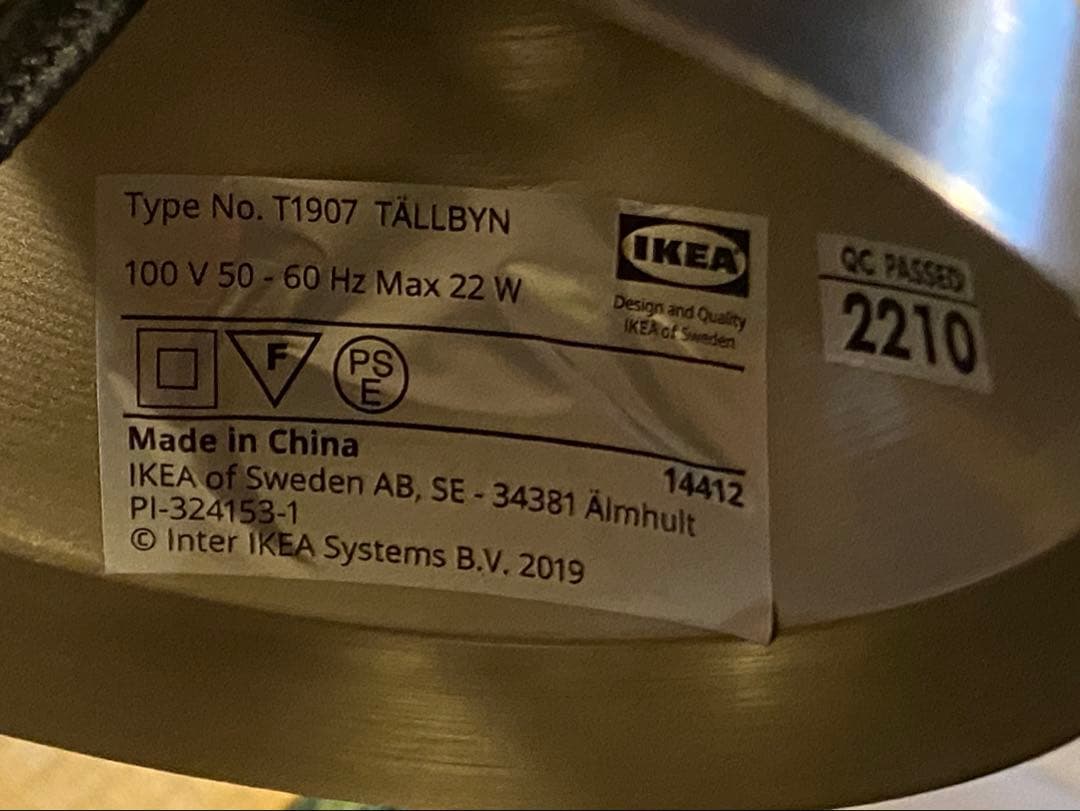 Type No. T1907 TÄLLBYN
100 V 50 - 60 Hz Max 22 W
IKEA
Design and Quality
IKEA of Sweden
F
PS
E
Made in China
14412
IKEA of Sweden AB, SE - 34381 Älmhult
PI-324153-1
© Inter IKEA Systems B.V. 2019
QC PASSED
2210